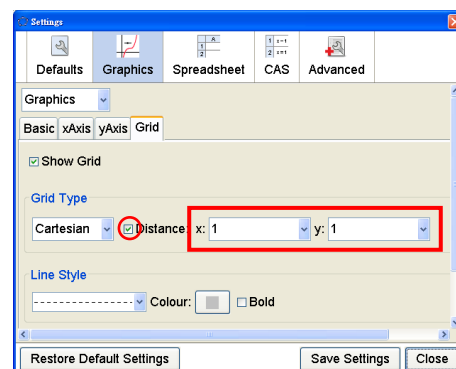 Settings
Defaults Graphics Spreadsheet CAS Advanced
Graphics
Basic xAxis yAxis Grid
Show Grid
Grid Type
Cartesian Distance: x: 1 y: 1
Line Style
Colour: Bold
Restore Default Settings Save Settings Close